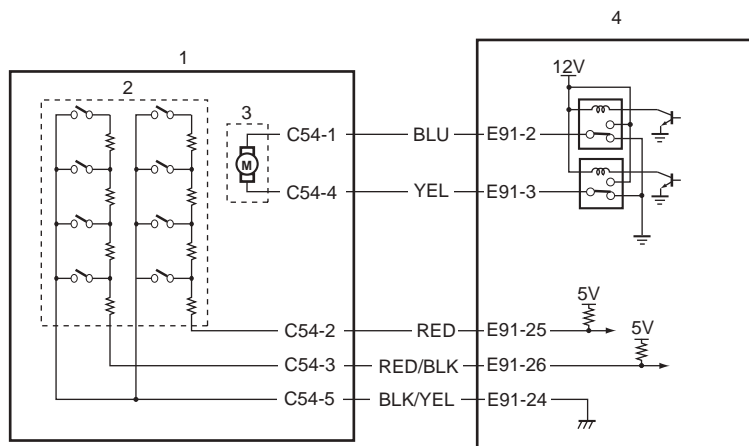 4
1
12V
2
3
C54-1 BLU E91-2
M
C54-4 YEL E91-3
5V
5V
C54-2 RED E91-25
C54-3 RED/BLK E91-26
C54-5 BLK/YEL E91-24